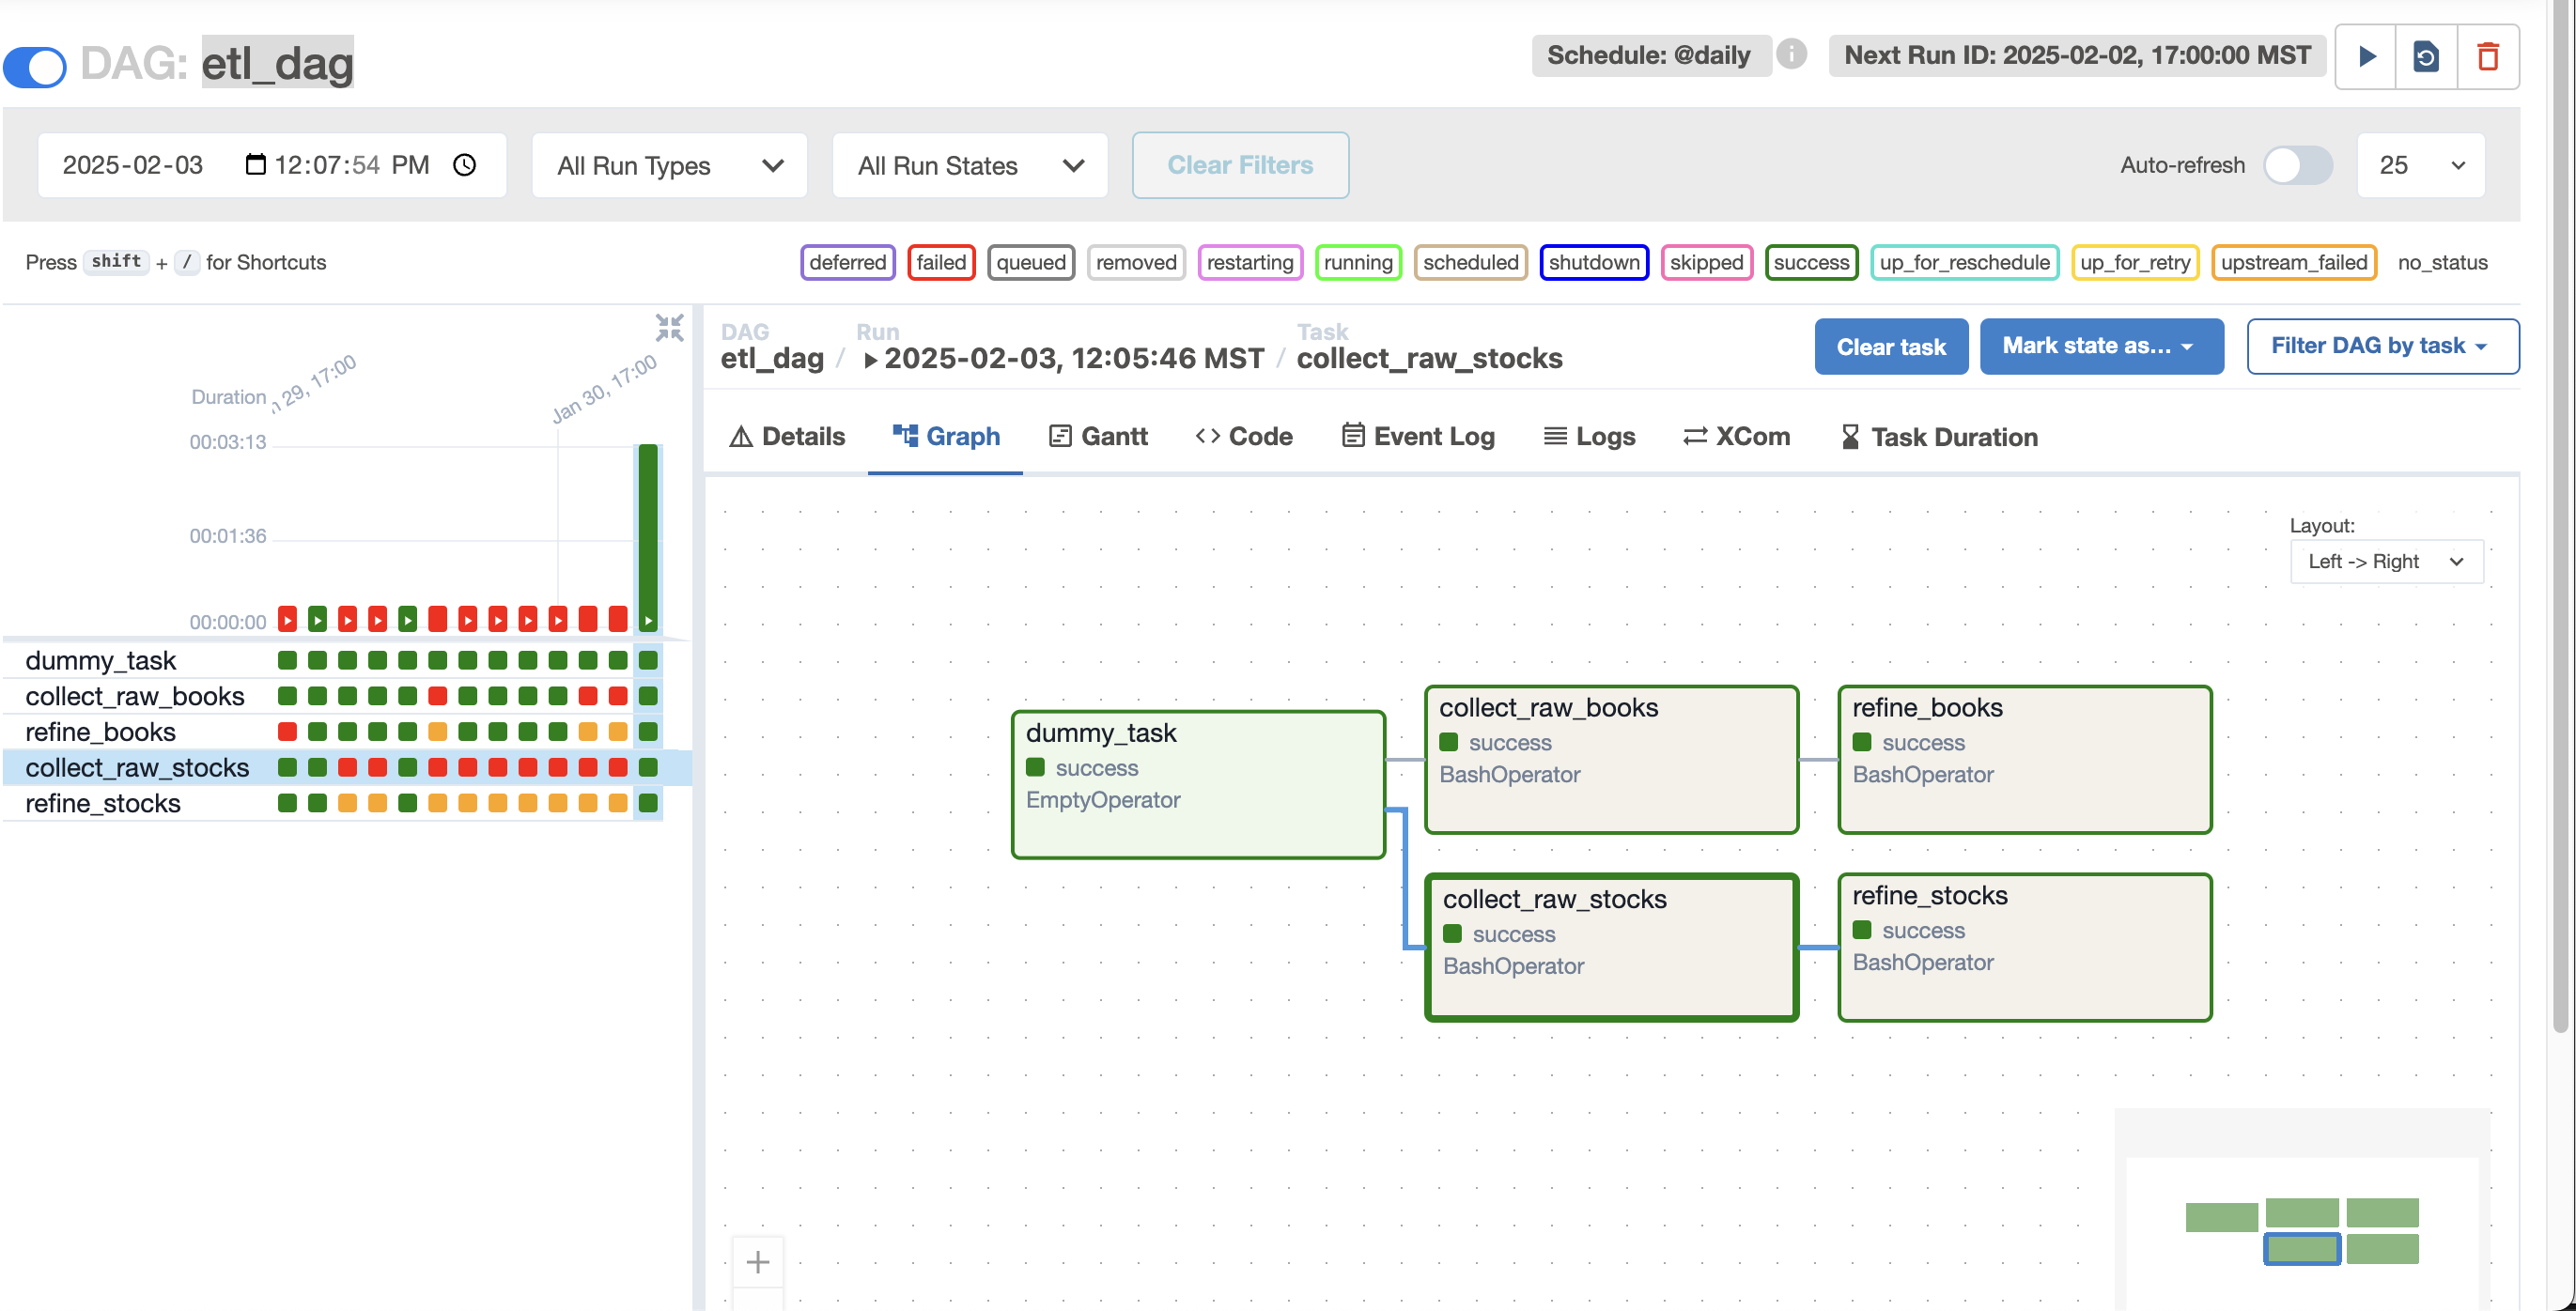 DAG: etl_dag
Schedule: @daily
Next Run ID: 2025-02-02, 17:00:00 MST
2025-02-03 12:07:54 PM
All Run Types
All Run States
Clear Filters
Auto-refresh
25
Press shift + / for Shortcuts
deferred failed queued removed restarting running scheduled shutdown skipped success up_for_reschedule up_for_retry upstream_failed no_status
DAG
etl_dag /
Run
2025-02-03, 12:05:46 MST /
Task
collect_raw_stocks
Clear task
Mark state as...
Filter DAG by task
Details
Graph
Gantt
Code
Event Log
Logs
XCom
Task Duration
29, 17:00
Jan 30, 17:00
Duration
00:03:13
00:01:36
00:00:00
dummy_task
collect_raw_books
refine_books
collect_raw_stocks
refine_stocks
Layout:
Left -> Right
dummy_task
success
EmptyOperator
collect_raw_books
success
BashOperator
refine_books
success
BashOperator
collect_raw_stocks
success
BashOperator
refine_stocks
success
BashOperator